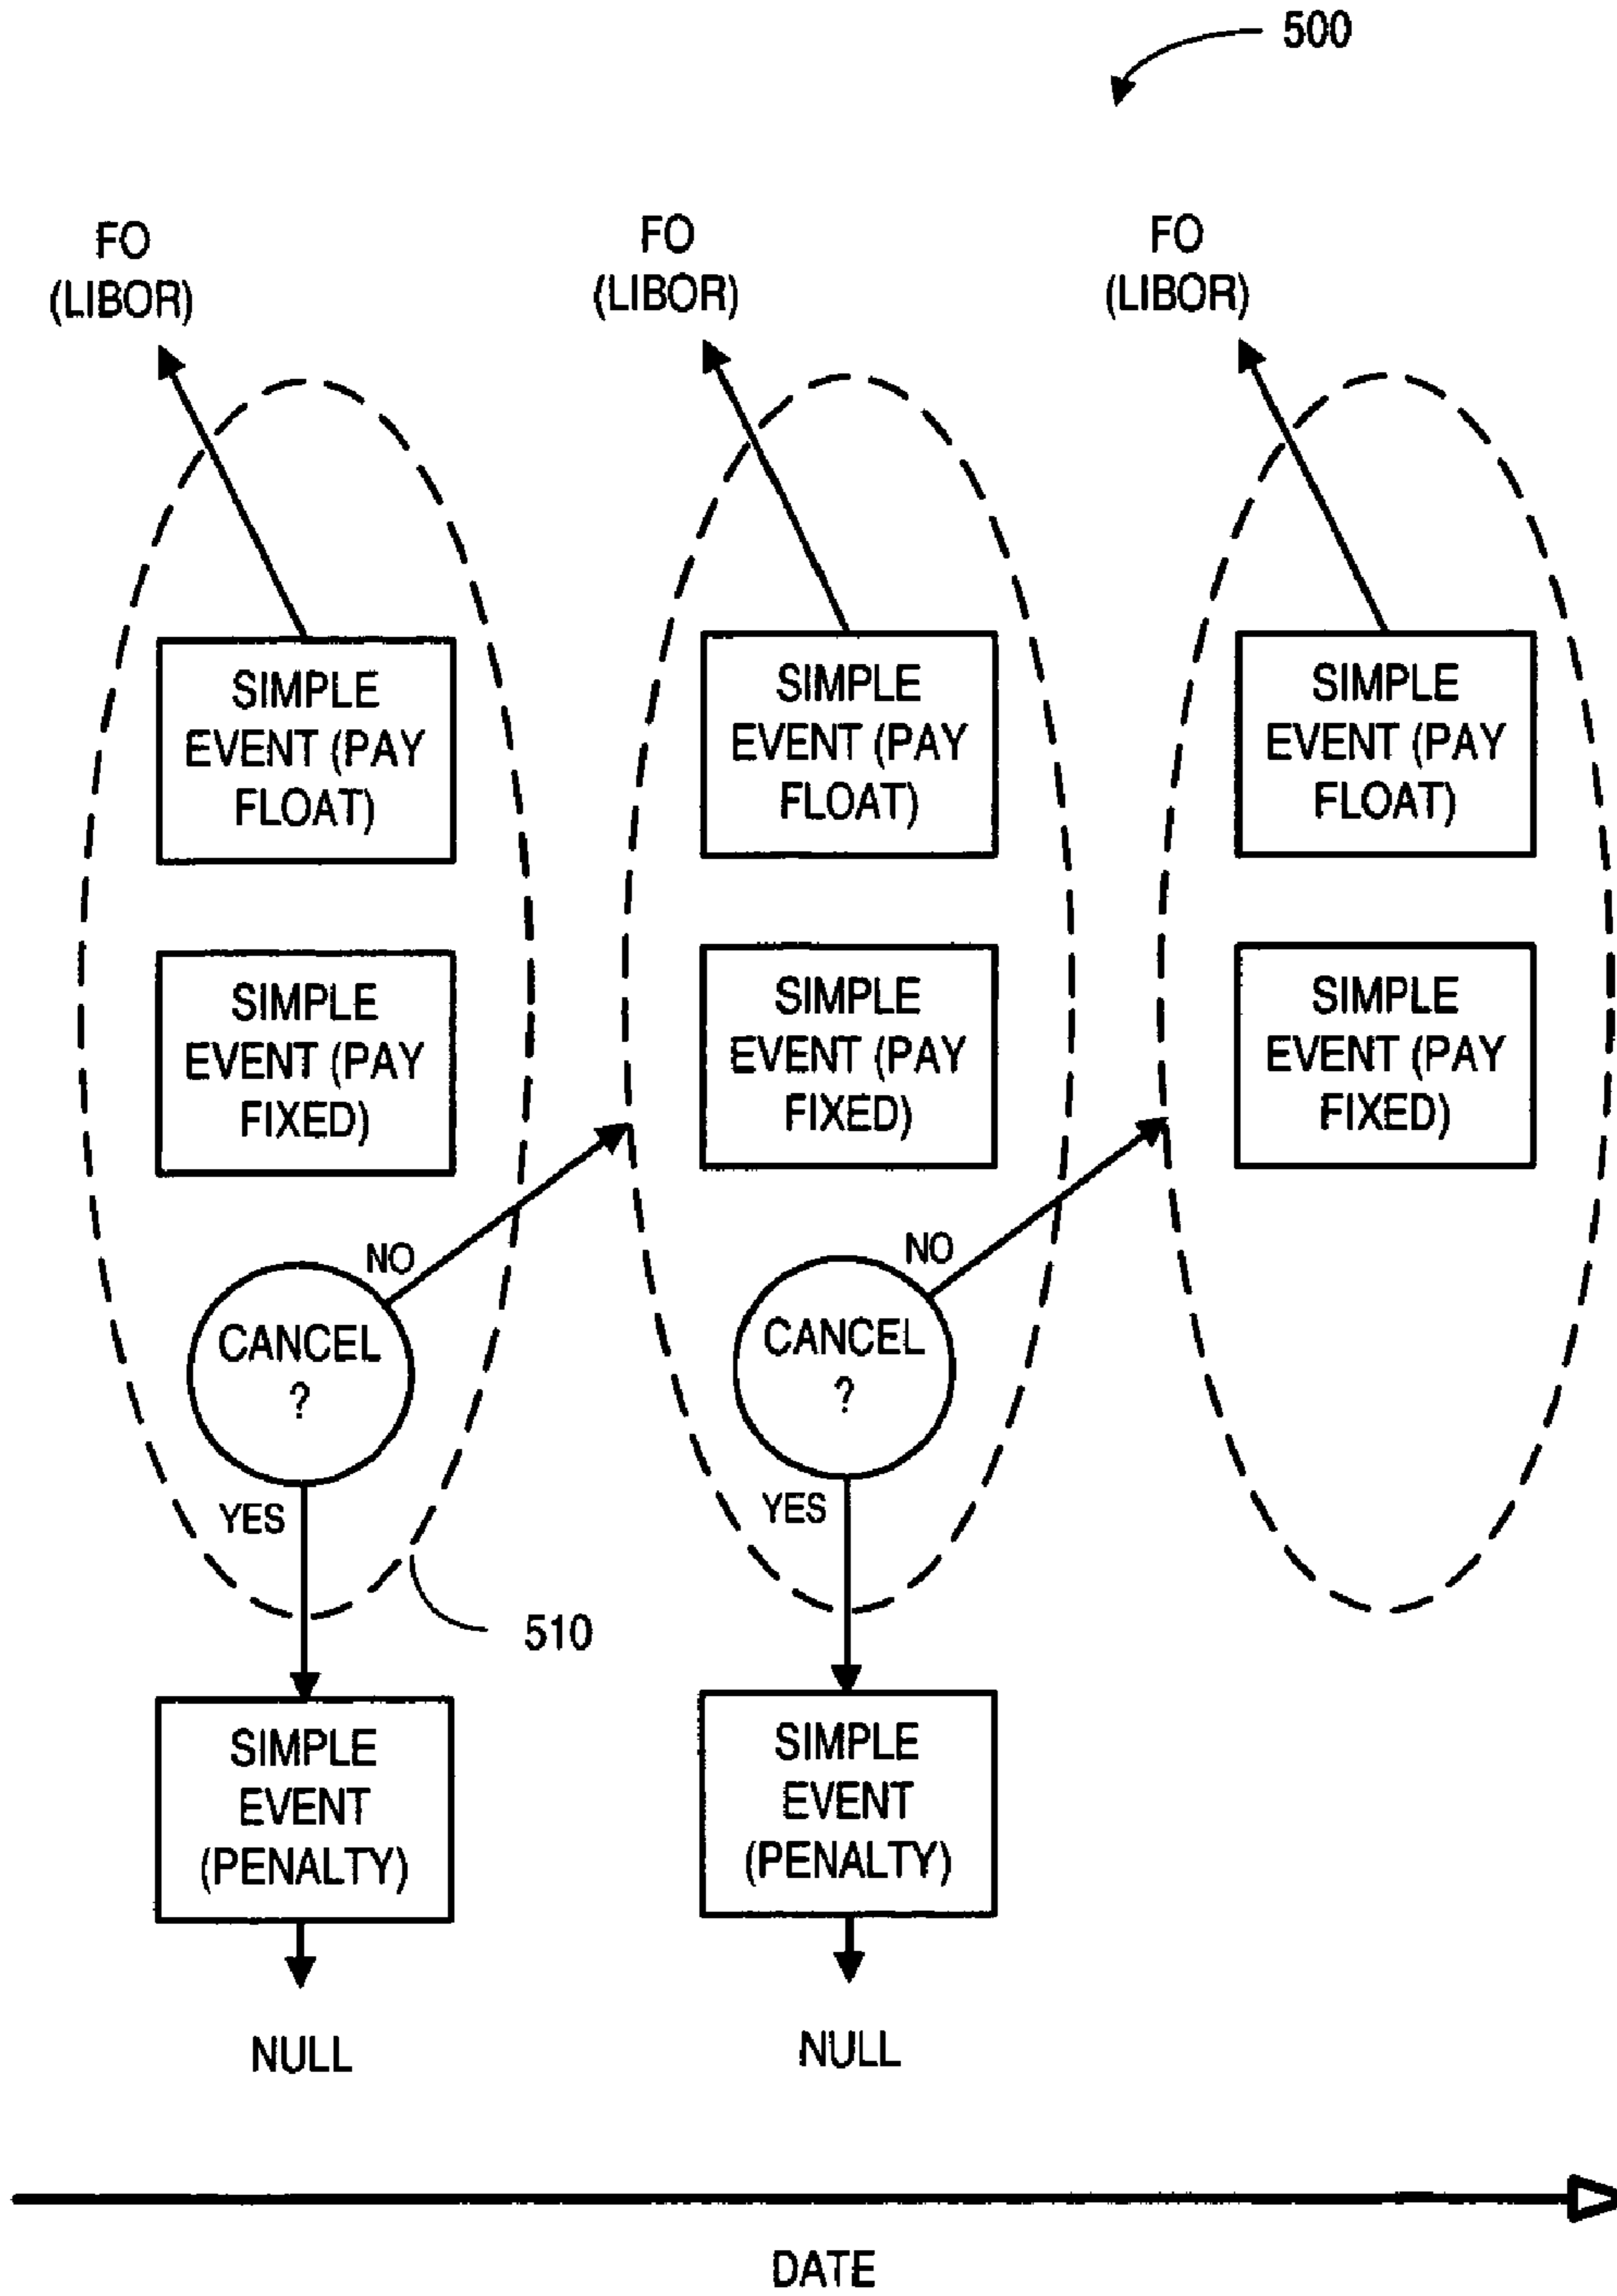 500
FO
(LIBOR)
FO
(LIBOR)
FO
(LIBOR)
SIMPLE
EVENT (PAY
FLOAT)
SIMPLE
EVENT (PAY
FLOAT)
SIMPLE
EVENT (PAY
FLOAT)
SIMPLE
EVENT (PAY
FIXED)
SIMPLE
EVENT (PAY
FIXED)
SIMPLE
EVENT (PAY
FIXED)
NO
NO
CANCEL
?
CANCEL
?
YES
YES
510
SIMPLE
EVENT
(PENALTY)
SIMPLE
EVENT
(PENALTY)
NULL
NULL
DATE